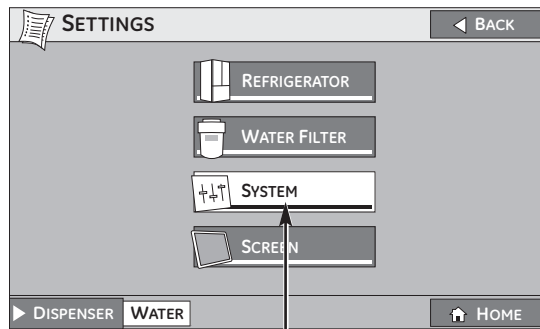 SETTINGS
BACK
REFRIGERATOR
WATER FILTER
SYSTEM
SCREEN
DISPENSER WATER
HOME